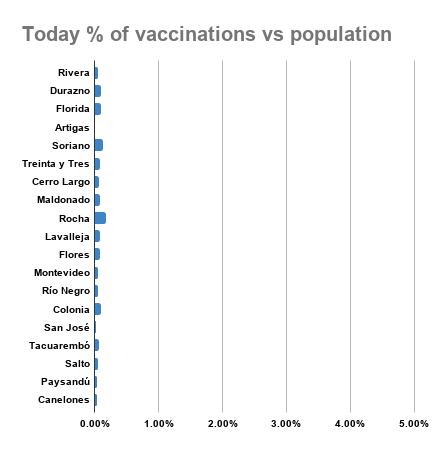 Today % of vaccinations vs population
Rivera
Durazno
Florida
Artigas
Soriano
Treinta y Tres
Cerro Largo
Maldonado
Rocha
Lavalleja
Flores
Montevideo
Río Negro
Colonia
San José
Tacuarembó
Salto
Paysandú
Canelones
0.00% 1.00% 2.00% 3.00% 4.00% 5.00%